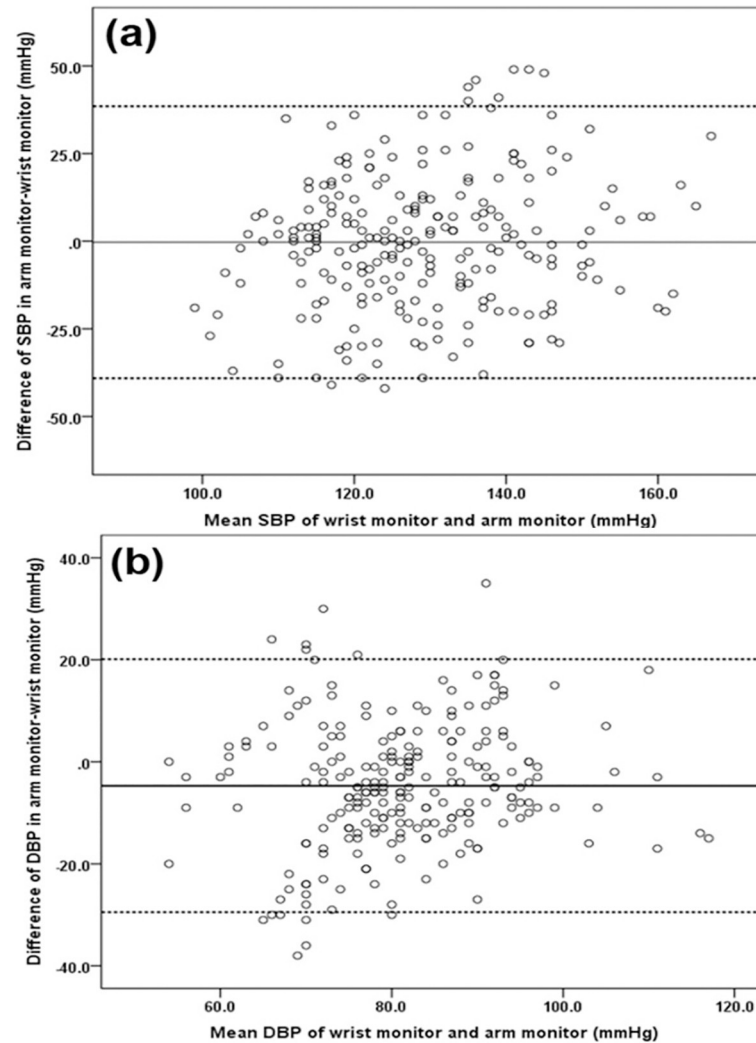 (a)
Difference of SBP in arm monitor-wrist monitor (mmHg)
50.0
25.0
.0
-25.0
-50.0
100.0 120.0 140.0 160.0
Mean SBP of wrist monitor and arm monitor (mmHg)
(b)
Difference of DBP in arm monitor-wrist monitor (mmHg)
40.0
20.0
.0
-20.0
-40.0
60.0 80.0 100.0 120.0
Mean DBP of wrist monitor and arm monitor (mmHg)